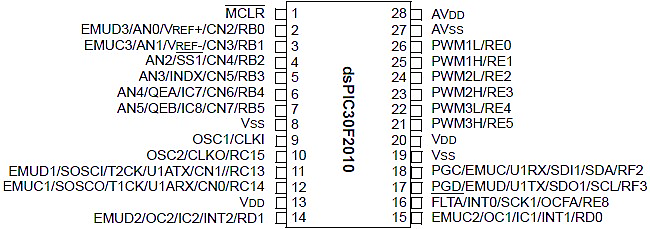 MCLR 1 28 AVDD
EMUD3/AN0/VREF+/CN2/RB0 2 27 AVSS
EMUC3/AN1/VREF-/CN3/RB1 3 26 PWM1L/RE0
AN2/SS1/CN4/RB2 4 25 PWM1H/RE1
AN3/INDX/CN5/RB3 5 24 PWM2L/RE2
AN4/QEA/IC7/CN6/RB4 6 23 PWM2H/RE3
AN5/QEB/IC8/CN7/RB5 7 22 PWM3L/RE4
VSS 8 21 PWM3H/RE5
OSC1/CLKI 9 20 VDD
OSC2/CLKO/RC15 10 19 VSS
EMUD1/SOSCI/T2CK/U1ATX/CN1//RC13 11 18 PGC/EMUC/U1RX/SDI1/SDA/RF2
EMUC1/SOSCO/T1CK/U1ARX/CN0/RC14 12 17 PGD/EMUD/U1TX/SDO1/SCL/RF3
VDD 13 16 FLTA/INT0/SCK1/OCFA/RE8
EMUD2/OC2/IC2/INT2/RD1 14 15 EMUC2/OC1/IC1/INT1/RD0
dsPIC30F2010